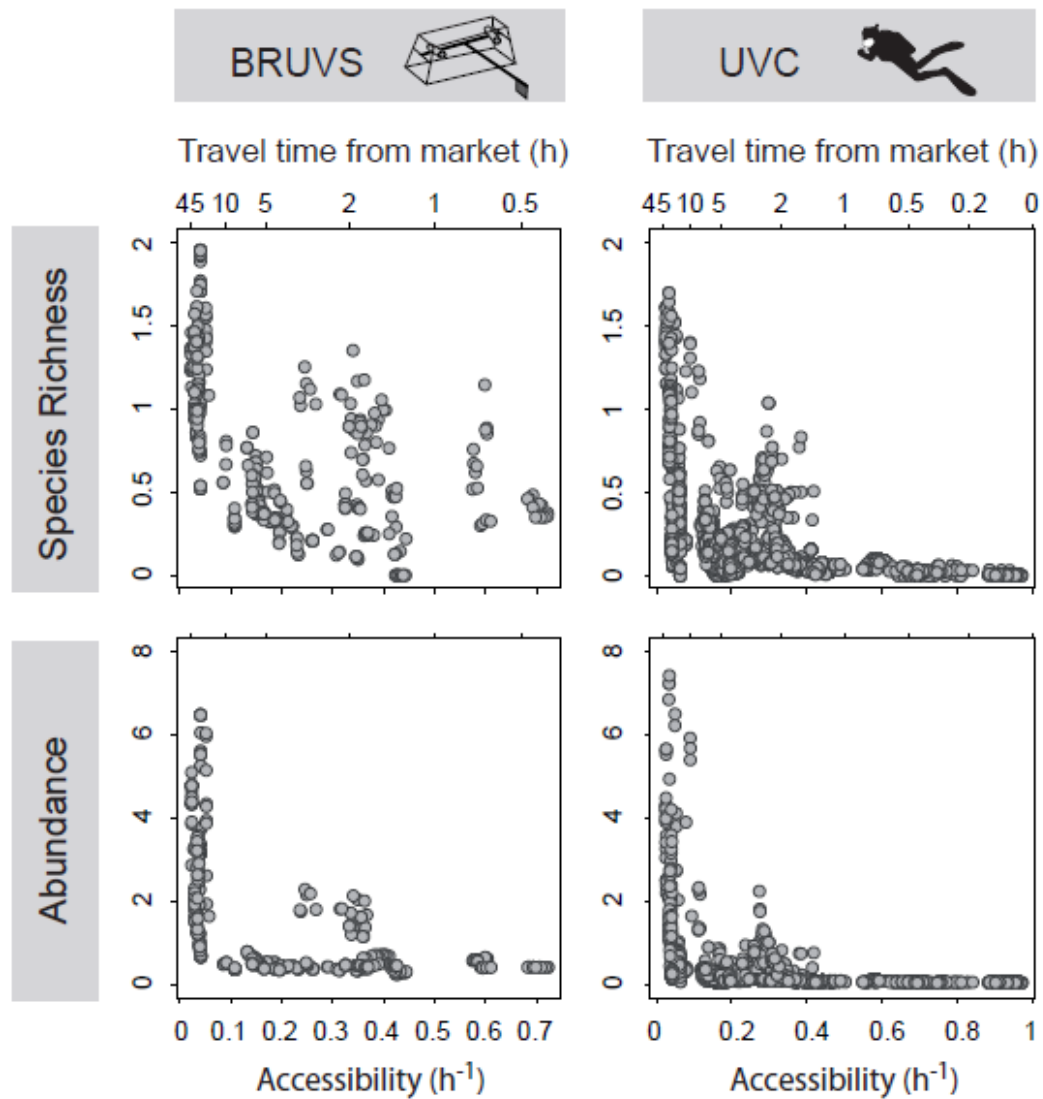 BRUVS
UVC
Travel time from market (h)
Travel time from market (h)
45 10 5 2 1 0.5
45 10 5 2 1 0.5 0.2 0
Species Richness
2
1.5
1
0.5
0
2
1.5
1
0.5
0
Abundance
8
6
4
2
0
8
6
4
2
0
0 0.1 0.2 0.3 0.4 0.5 0.6 0.7
0 0.2 0.4 0.6 0.8 1
Accessibility (h⁻¹)
Accessibility (h⁻¹)